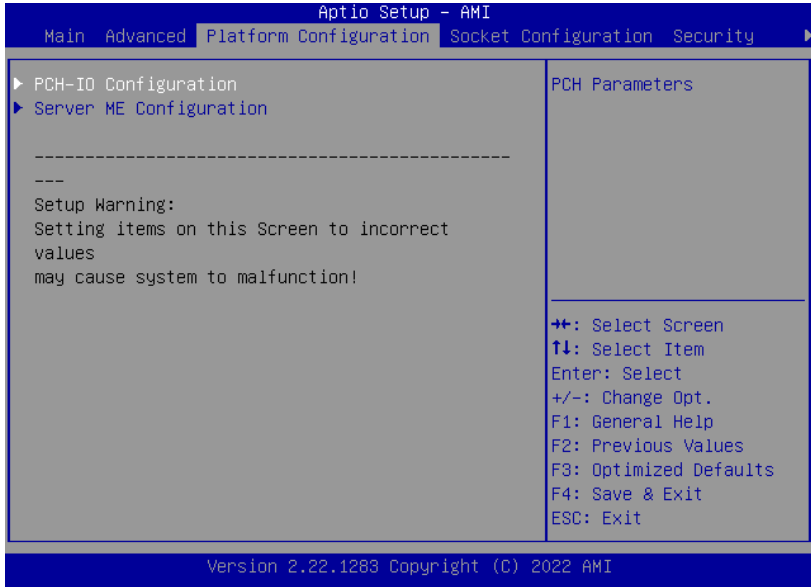 Aptio Setup – AMI
Main Advanced Platform Configuration Socket Configuration Security
PCH-IO Configuration
Server ME Configuration
-----------------------------------------------
---
Setup Warning:
Setting items on this Screen to incorrect
values
may cause system to malfunction!
PCH Parameters
→←: Select Screen
↑↓: Select Item
Enter: Select
+/-: Change Opt.
F1: General Help
F2: Previous Values
F3: Optimized Defaults
F4: Save & Exit
ESC: Exit
Version 2.22.1283 Copyright (C) 2022 AMI